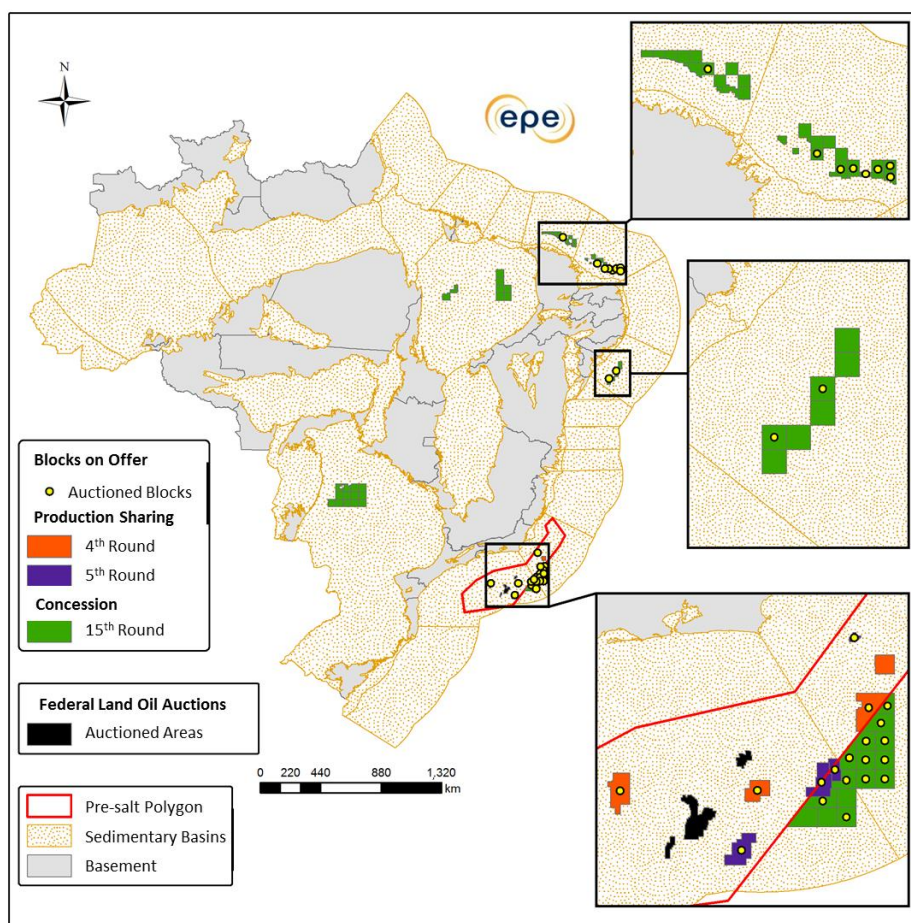 N
epe
Blocks on Offer
Auctioned Blocks
Production Sharing
4th Round
5th Round
Concession
15th Round
Federal Land Oil Auctions
Auctioned Areas
0 220 440 880 1,320
km
Pre-salt Polygon
Sedimentary Basins
Basement